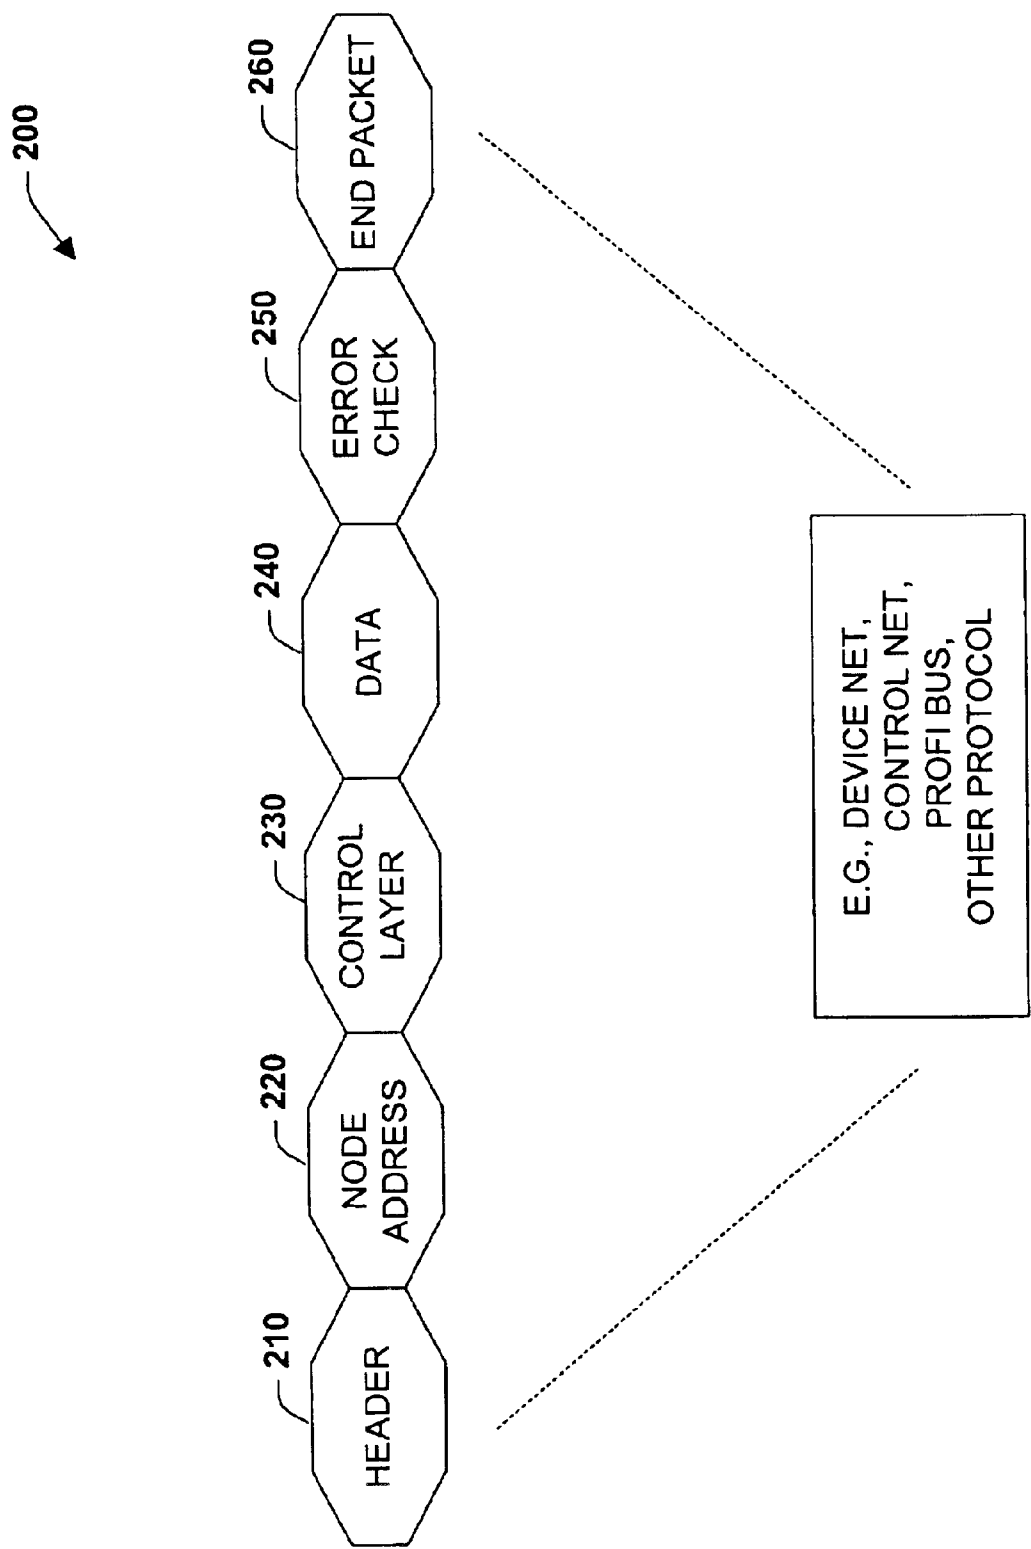 200
210
220
230
240
250
260
HEADER
NODE
ADDRESS
CONTROL
LAYER
DATA
ERROR
CHECK
END PACKET
E.G., DEVICE NET,
CONTROL NET,
PROFI BUS,
OTHER PROTOCOL